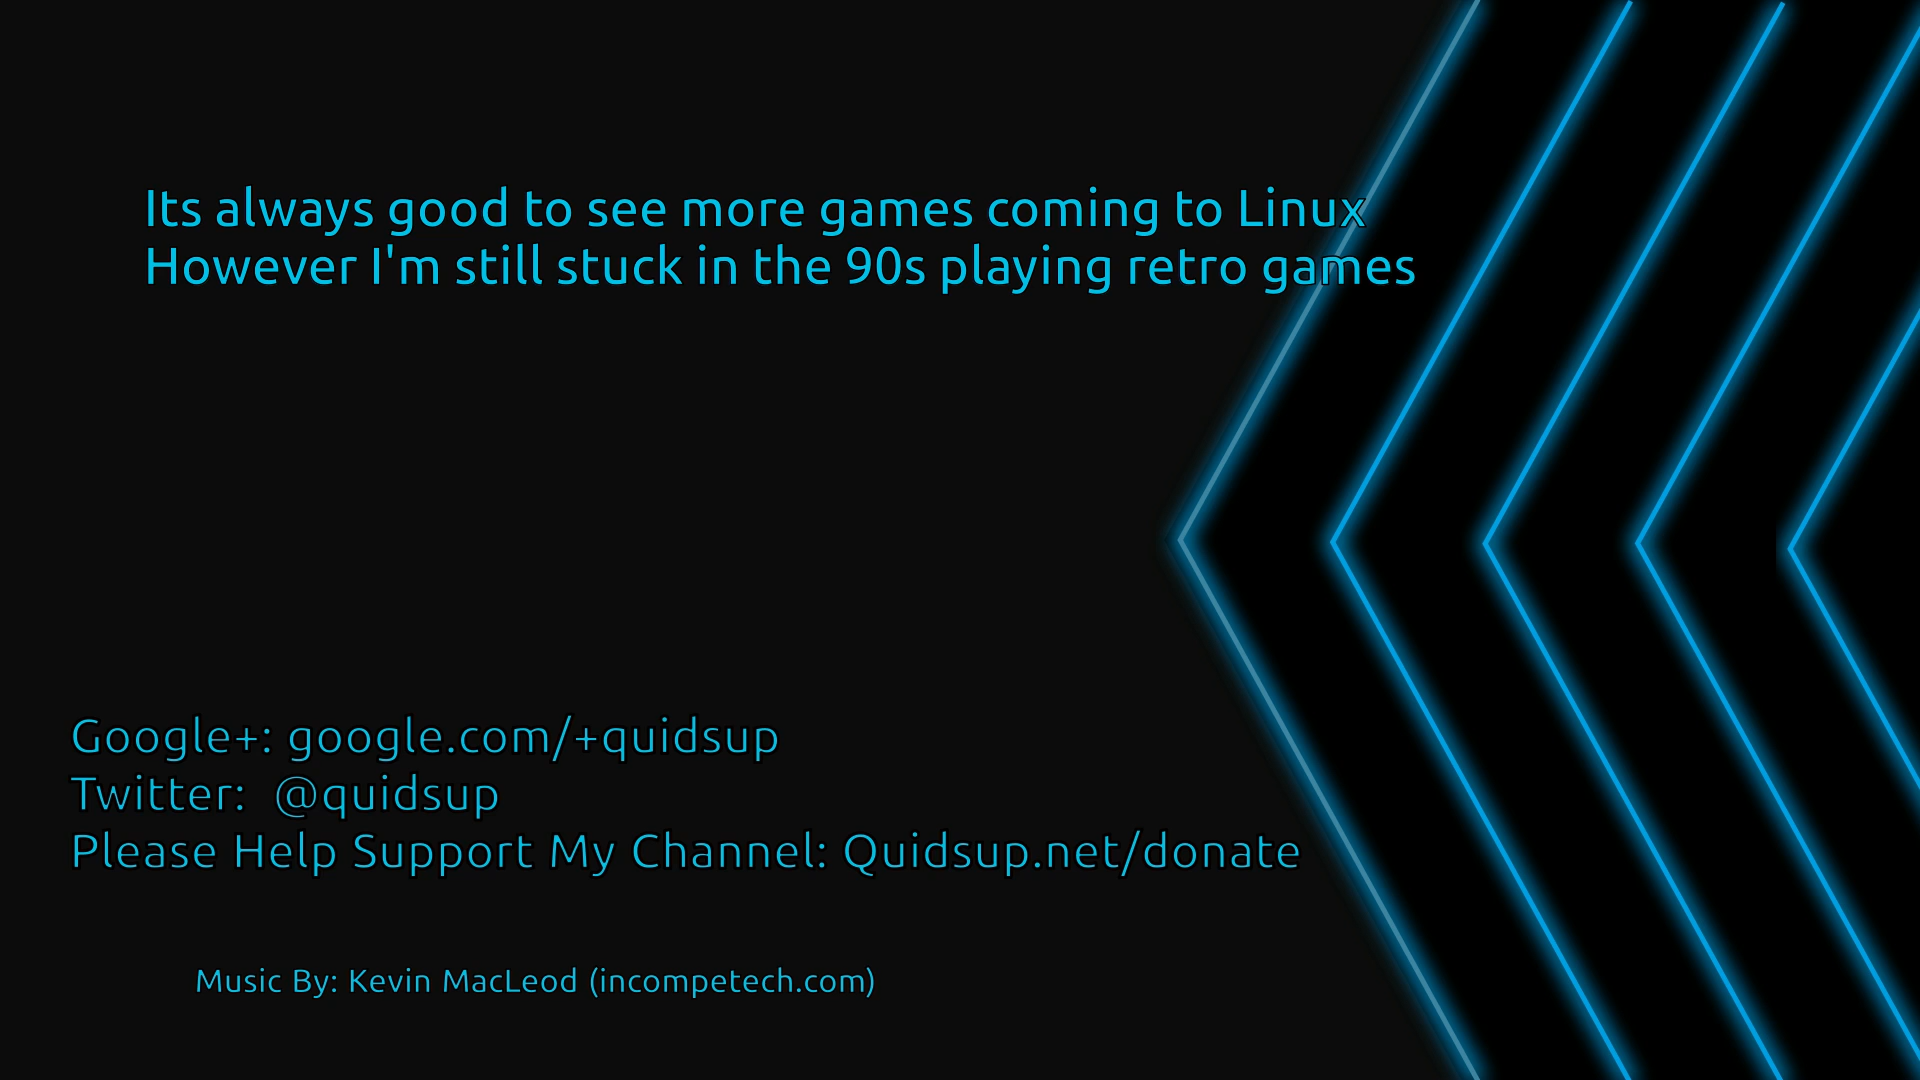 Its always good to see more games coming to Linux
However I'm still stuck in the 90s playing retro games
Google+: google.com/+quidsup
Twitter:  @quidsup
Please Help Support My Channel: Quidsup.net/donate
Music By: Kevin MacLeod (incompetech.com)